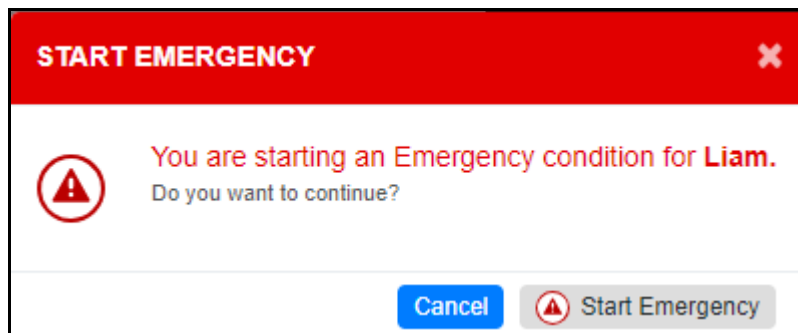 START EMERGENCY
You are starting an Emergency condition for Liam.
Do you want to continue?
Cancel
Start Emergency